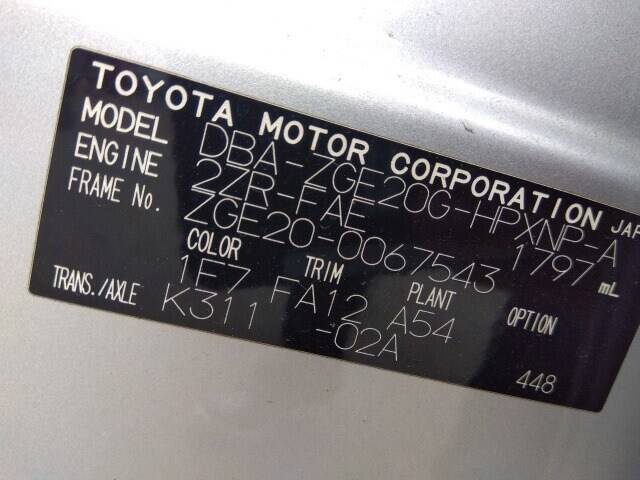 TOYOTA MOTOR CORPORATION JAP
MODEL DBA-ZGE20G-HPXNP-A
ENGINE 2ZR-FAE 1797 mL
FRAME No. ZGE20-0067543
COLOR TRIM PLANT OPTION
1E7 FA12 A54
TRANS./AXLE K311 -02A
448